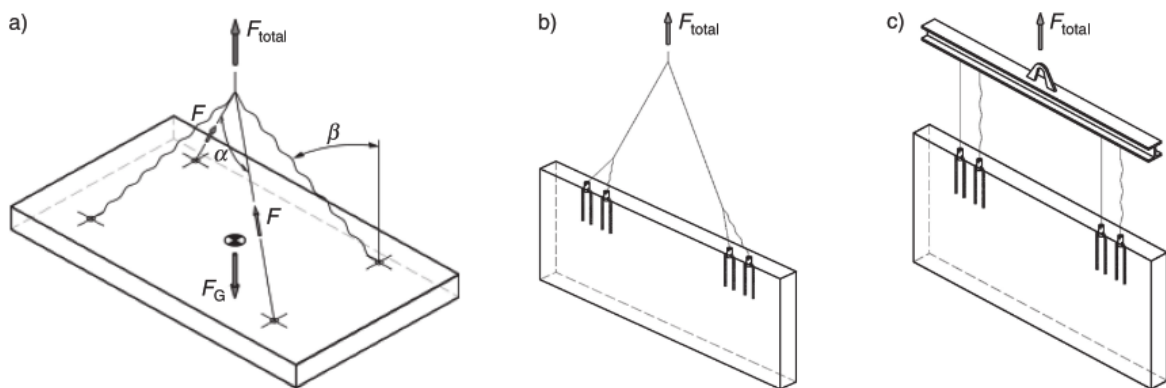 a)
F_total
F
α
β
F
F_G
b)
F_total
c)
F_total